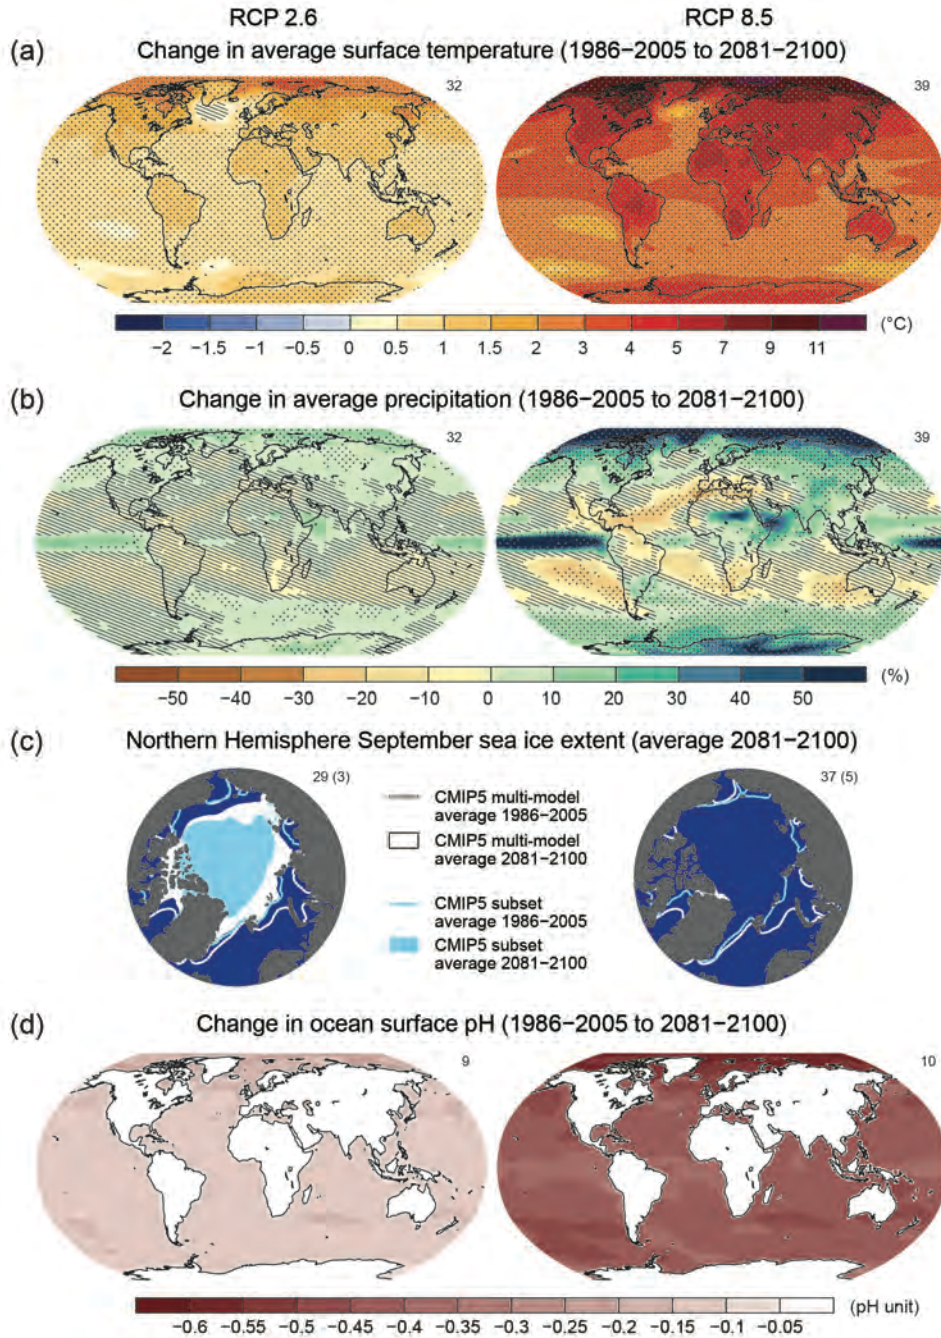 RCP 2.6 RCP 8.5
(a) Change in average surface temperature (1986−2005 to 2081−2100)
32 39
−2 −1.5 −1 −0.5 0 0.5 1 1.5 2 3 4 5 7 9 11 (°C)
(b) Change in average precipitation (1986−2005 to 2081−2100)
32 39
−50 −40 −30 −20 −10 0 10 20 30 40 50 (%)
(c) Northern Hemisphere September sea ice extent (average 2081−2100)
29 (3) 37 (5)
CMIP5 multi-model
average 1986−2005
CMIP5 multi-model
average 2081−2100
CMIP5 subset
average 1986−2005
CMIP5 subset
average 2081−2100
(d) Change in ocean surface pH (1986−2005 to 2081−2100)
9 10
−0.6 −0.55 −0.5 −0.45 −0.4 −0.35 −0.3 −0.25 −0.2 −0.15 −0.1 −0.05 (pH unit)